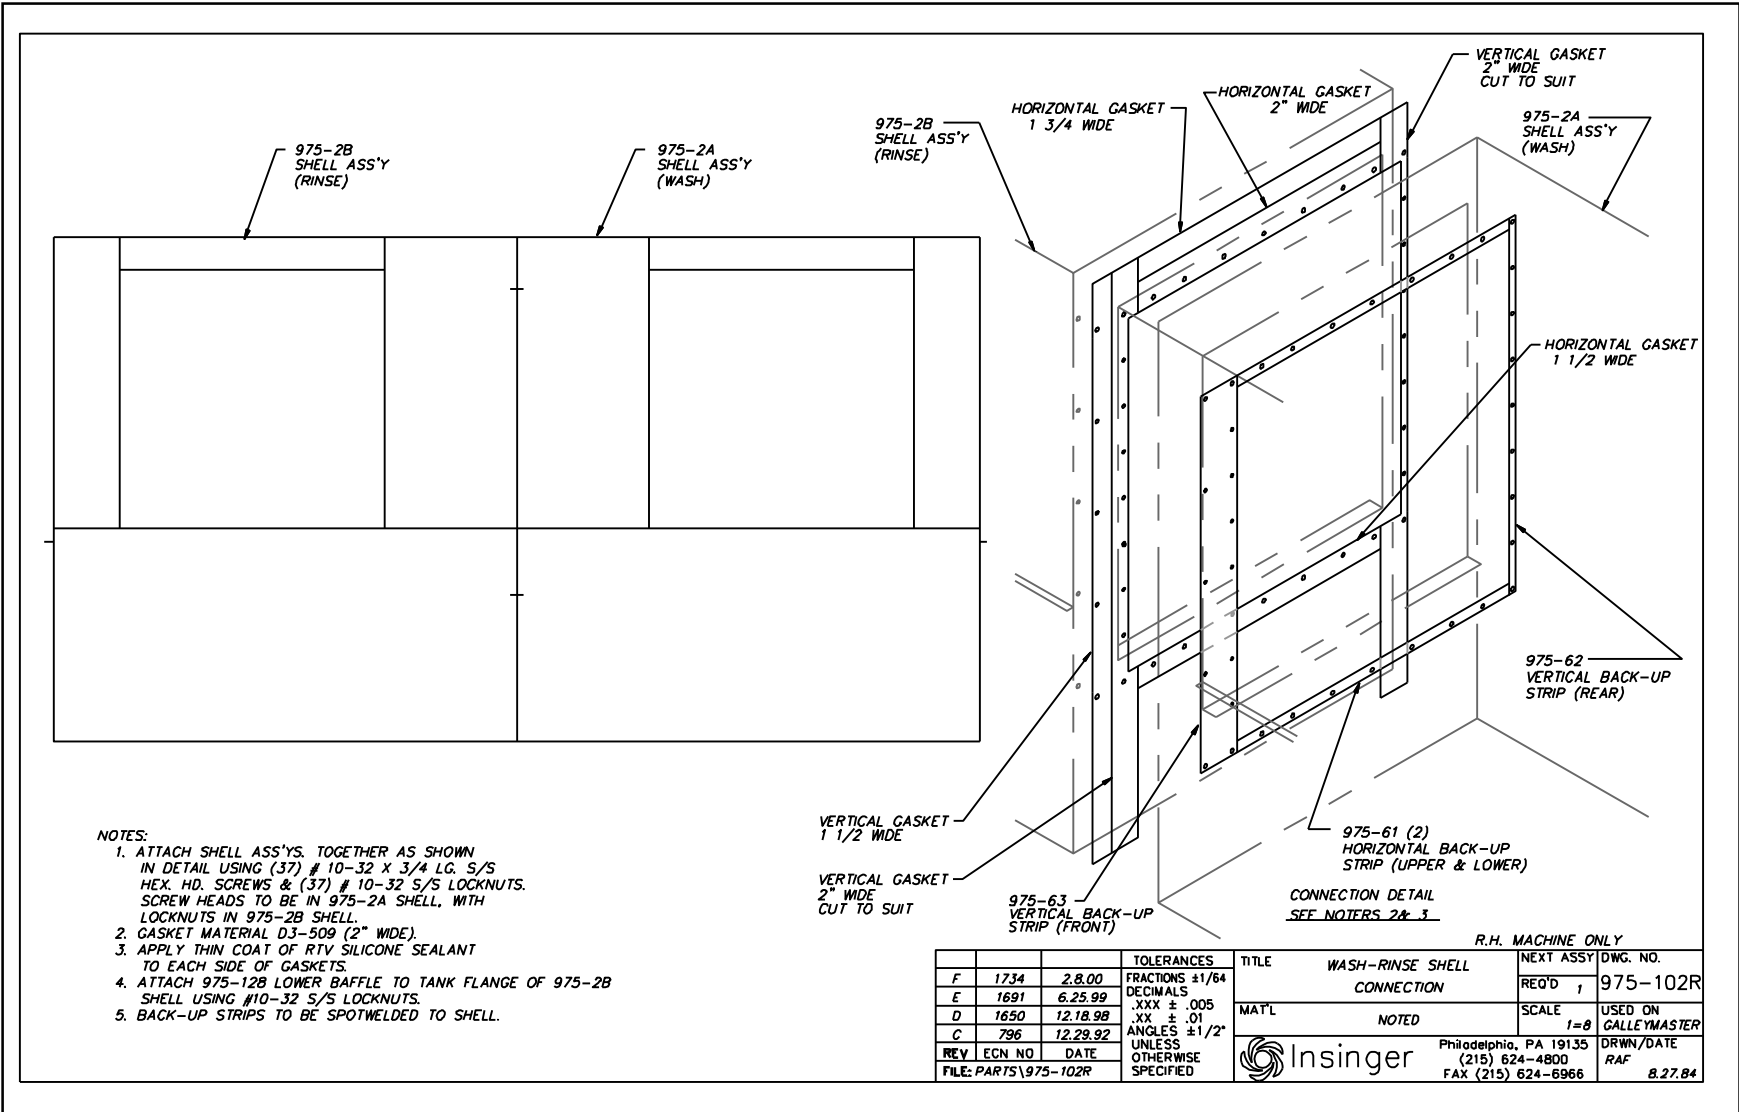 975-2B
SHELL ASS'Y
(RINSE)
975-2A
SHELL ASS'Y
(WASH)
975-2B
SHELL ASS'Y
(RINSE)
HORIZONTAL GASKET
1 3/4 WIDE
HORIZONTAL GASKET
2" WIDE
VERTICAL GASKET
2" WIDE
CUT TO SUIT
975-2A
SHELL ASS'Y
(WASH)
HORIZONTAL GASKET
1 1/2 WIDE
975-62
VERTICAL BACK-UP
STRIP (REAR)
VERTICAL GASKET
1 1/2 WIDE
VERTICAL GASKET
2" WIDE
CUT TO SUIT
975-63
VERTICAL BACK-UP
STRIP (FRONT)
975-61 (2)
HORIZONTAL BACK-UP
STRIP (UPPER & LOWER)
CONNECTION DETAIL
SEE NOTERS 2& 3
NOTES:
1. ATTACH SHELL ASS'YS. TOGETHER AS SHOWN
IN DETAIL USING (37) # 10-32 X 3/4 LG. S/S
HEX. HD. SCREWS & (37) # 10-32 S/S LOCKNUTS.
SCREW HEADS TO BE IN 975-2A SHELL, WITH
LOCKNUTS IN 975-2B SHELL.
2. GASKET MATERIAL D3-509 (2" WIDE).
3. APPLY THIN COAT OF RTV SILICONE SEALANT
TO EACH SIDE OF GASKETS.
4. ATTACH 975-128 LOWER BAFFLE TO TANK FLANGE OF 975-2B
SHELL USING #10-32 S/S LOCKNUTS.
5. BACK-UP STRIPS TO BE SPOTWELDED TO SHELL.
R.H. MACHINE ONLY
F 1734 2.8.00
E 1691 6.25.99
D 1650 12.18.98
C 796 12.29.92
REV ECN NO DATE
FILE: PARTS\975-102R
TOLERANCES
FRACTIONS ±1/64
DECIMALS
.XXX ± .005
.XX ± .01
ANGLES ±1/2°
UNLESS
OTHERWISE
SPECIFIED
TITLE WASH-RINSE SHELL
CONNECTION
MAT'L NOTED
NEXT ASSY
REQ'D 1
SCALE
1=8
DWG. NO.
975-102R
USED ON
GALLEYMASTER
Insinger
Philadelphia, PA 19135
(215) 624-4800
FAX (215) 624-6966
DRWN/DATE
RAF
8.27.84